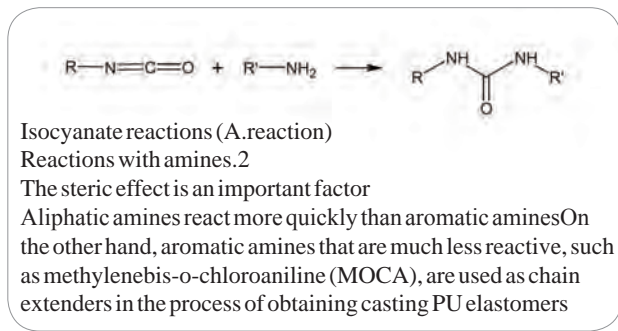 R—N=C=O + R'—NH₂ → R NH NH R' O
Isocyanate reactions (A.reaction)
Reactions with amines.2
The steric effect is an important factor
Aliphatic amines react more quickly than aromatic aminesOn
the other hand, aromatic amines that are much less reactive, such
as methylenebis-o-chloroaniline (MOCA), are used as chain
extenders in the process of obtaining casting PU elastomers